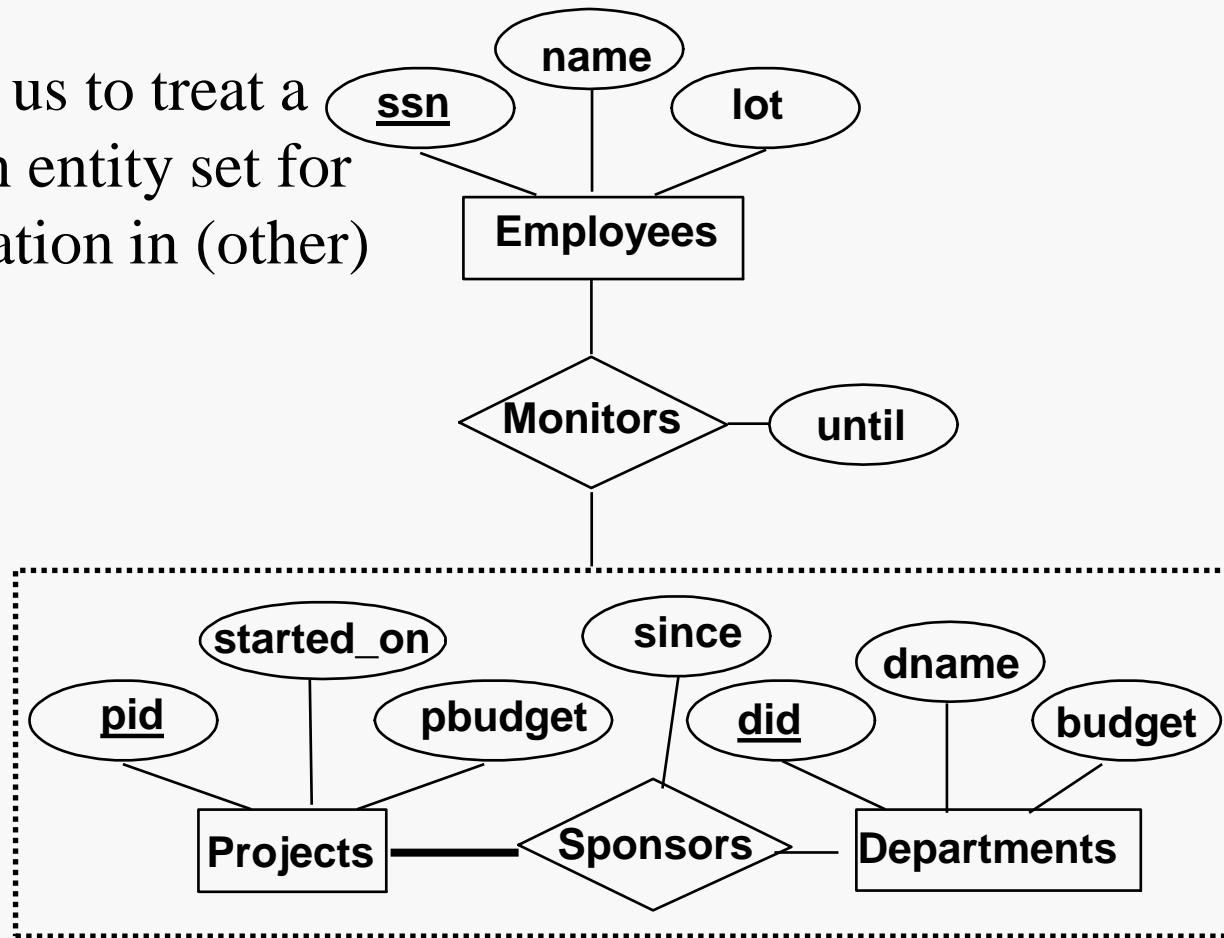 us to treat a
entity set for
in (other)
name
ssn
lot
Employees
Monitors
until
started_on
since
dname
pid
pbudget
did
budget
Projects
Sponsors
Departments